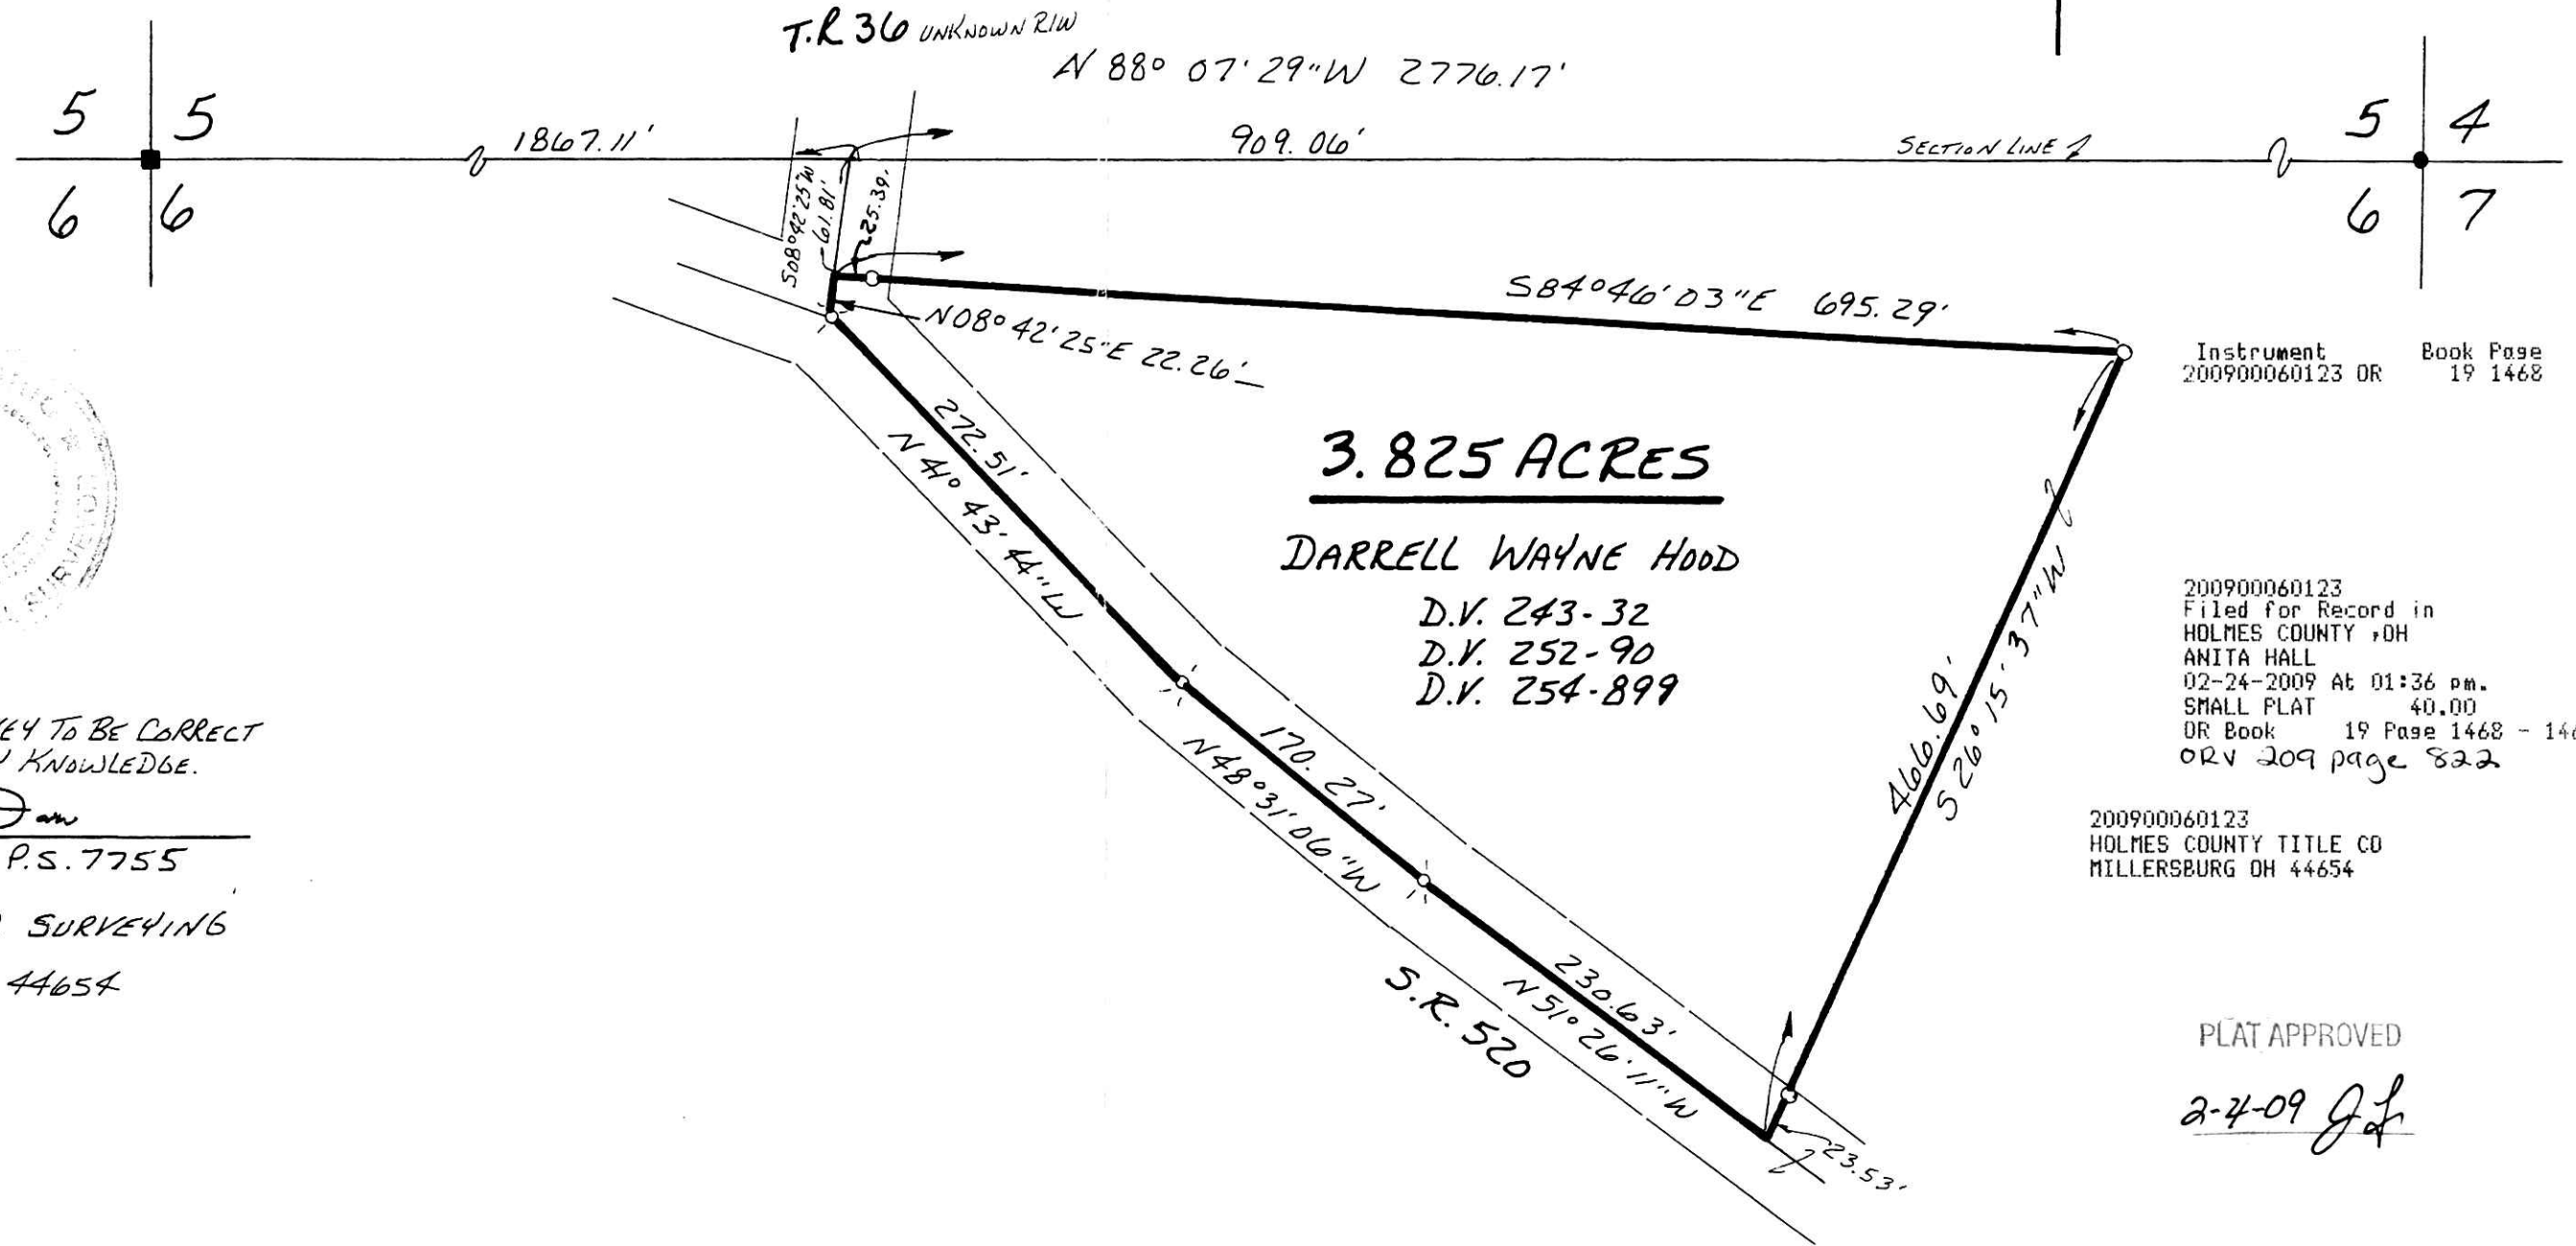 T.R 36 UNKNOWN R/W
N 88° 07' 29" W 2776.17'
5 5
6 6
1867.11'
909.06'
SECTION LINE
5 4
6 7
S08°42'25"W
61.81'
25.39'
S84°46'03"E 695.29'
N08°42'25"E 22.26'
Instrument Book Page
200900060123 OR 19 1468
272.51'
N 41° 43' 44" W
3.825 ACRES
DARRELL WAYNE HOOD
D.V. 243-32
D.V. 252-90
D.V. 254-899
466.69'
S 26° 15' 37" W
200900060123
Filed for Record in
HOLMES COUNTY ,OH
ANITA HALL
02-24-2009 At 01:36 pm.
SMALL PLAT 40.00
OR Book 19 Page 1468 - 146
ORV 209 page 822
EY TO BE CORRECT
KNOWLEDGE.
P.S. 7755
SURVEYING
44654
SURVEYOR
170.27'
N48°31'06"W
200900060123
HOLMES COUNTY TITLE CO
MILLERSBURG OH 44654
230.63'
N 51° 26' 11" W
S.R. 520
23.53'
PLAT APPROVED
2-4-09